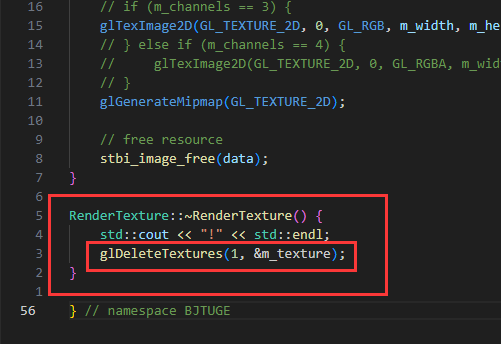 16 // if (m_channels == 3) {
15 glTexImage2D(GL_TEXTURE_2D, 0, GL_RGB, m_width, m_he
14 // } else if (m_channels == 4) {
13 //     glTexImage2D(GL_TEXTURE_2D, 0, GL_RGBA, m_wid
12 // }
11 glGenerateMipmap(GL_TEXTURE_2D);
10
9 // free resource
8 stbi_image_free(data);
7 }
6
5 RenderTexture::~RenderTexture() {
4 std::cout << "!" << std::endl;
3 glDeleteTextures(1, &m_texture);
2 }
1
56 } // namespace BJTUGE